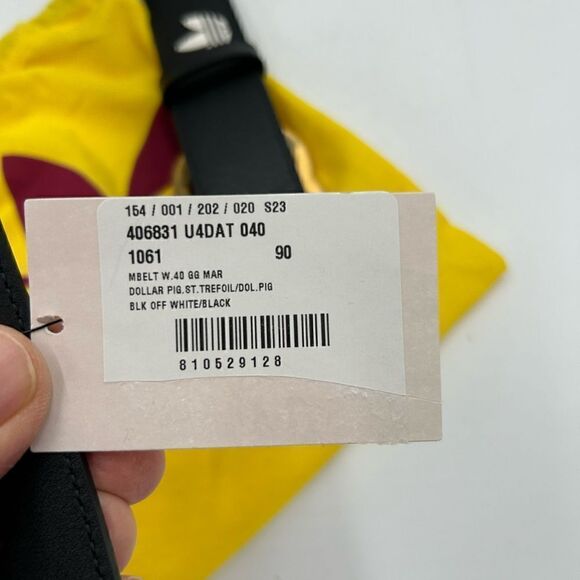 154 / 001 / 202 / 020 S23
406831 U4DAT 040
1061 90
MBELT W.40 GG MAR
DOLLAR PIG.ST.TREFOIL/DOL.PIG
BLK OFF WHITE/BLACK
810529128